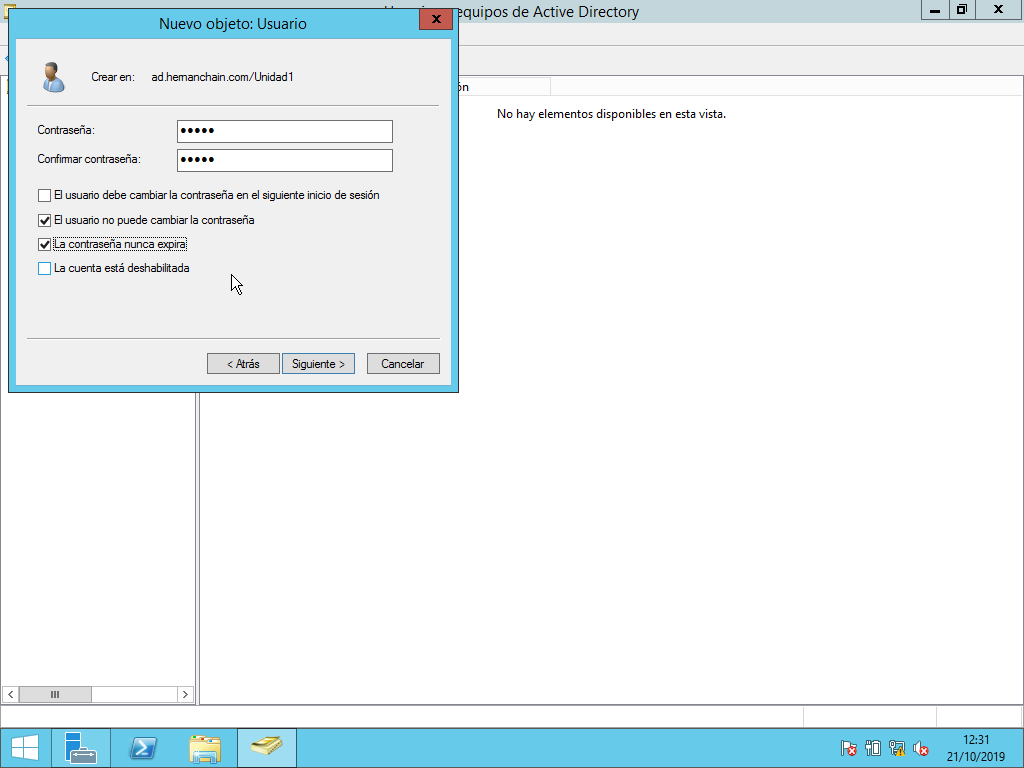 equipos de Active Directory
Nuevo objeto: Usuario
Crear en: ad.hemanchain.com/Unidad1
Contraseña: •••••
Confirmar contraseña: •••••
El usuario debe cambiar la contraseña en el siguiente inicio de sesión
El usuario no puede cambiar la contraseña
La contraseña nunca expira
La cuenta está deshabilitada
< Atrás
Siguiente >
Cancelar
No hay elementos disponibles en esta vista.
12:31
21/10/2019